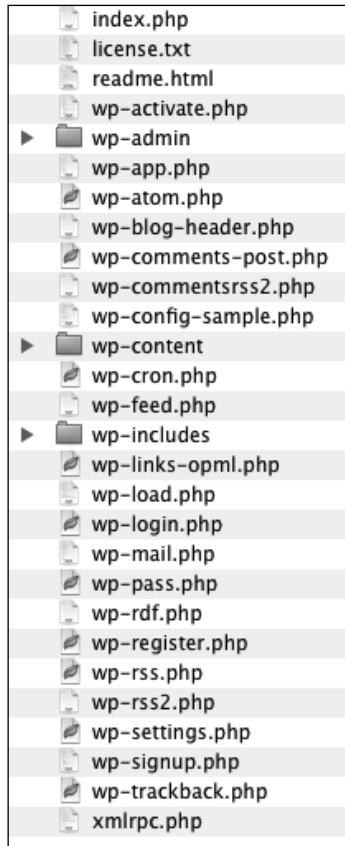 index.php
license.txt
readme.html
wp-activate.php
wp-admin
wp-app.php
wp-atom.php
wp-blog-header.php
wp-comments-post.php
wp-commentsrss2.php
wp-config-sample.php
wp-content
wp-cron.php
wp-feed.php
wp-includes
wp-links-opml.php
wp-load.php
wp-login.php
wp-mail.php
wp-pass.php
wp-rdf.php
wp-register.php
wp-rss.php
wp-rss2.php
wp-settings.php
wp-signup.php
wp-trackback.php
xmlrpc.php